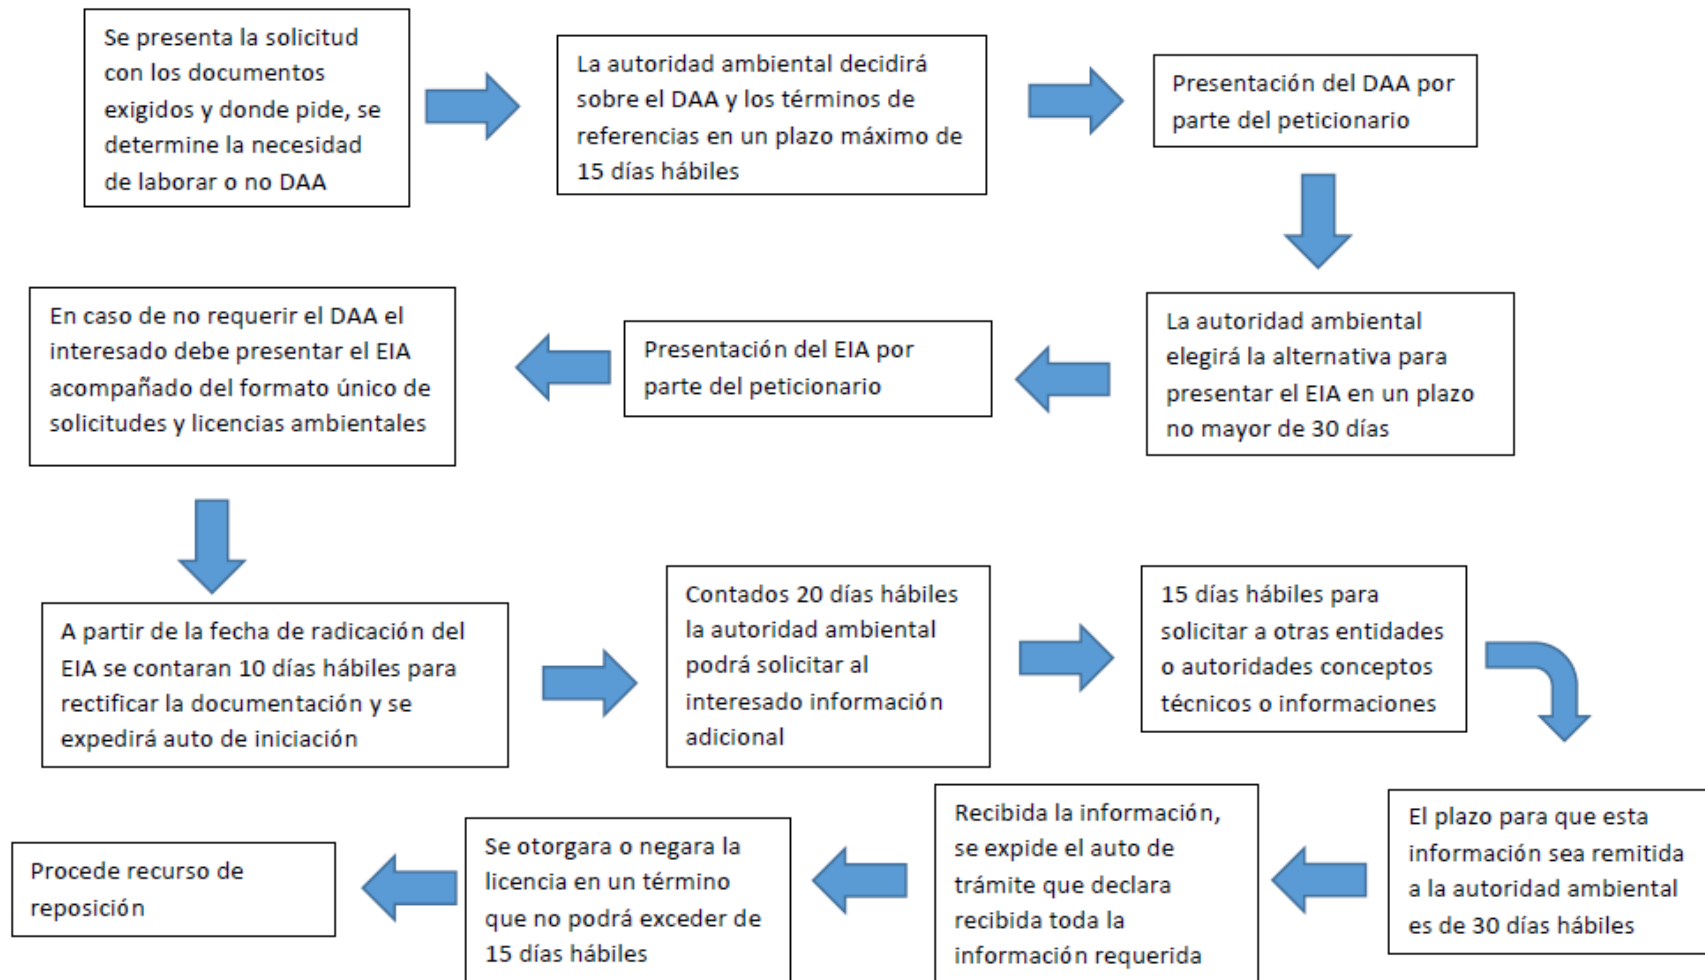 Se presenta la solicitud
con los documentos
exigidos y donde pide, se
determine la necesidad
de laborar o no DAA
La autoridad ambiental decidirá
sobre el DAA y los términos de
referencias en un plazo máximo de
15 días hábiles
Presentación del DAA por
parte del peticionario
La autoridad ambiental
elegirá la alternativa para
presentar el EIA en un plazo
no mayor de 30 días
Presentación del EIA por
parte del peticionario
En caso de no requerir el DAA el
interesado debe presentar el EIA
acompañado del formato único de
solicitudes y licencias ambientales
A partir de la fecha de radicación del
EIA se contaran 10 días hábiles para
rectificar la documentación y se
expedirá auto de iniciación
Contados 20 días hábiles
la autoridad ambiental
podrá solicitar al
interesado información
adicional
15 días hábiles para
solicitar a otras entidades
o autoridades conceptos
técnicos o informaciones
El plazo para que esta
información sea remitida
a la autoridad ambiental
es de 30 días hábiles
Recibida la información,
se expide el auto de
trámite que declara
recibida toda la
información requerida
Se otorgara o negara la
licencia en un término
que no podrá exceder de
15 días hábiles
Procede recurso de
reposición